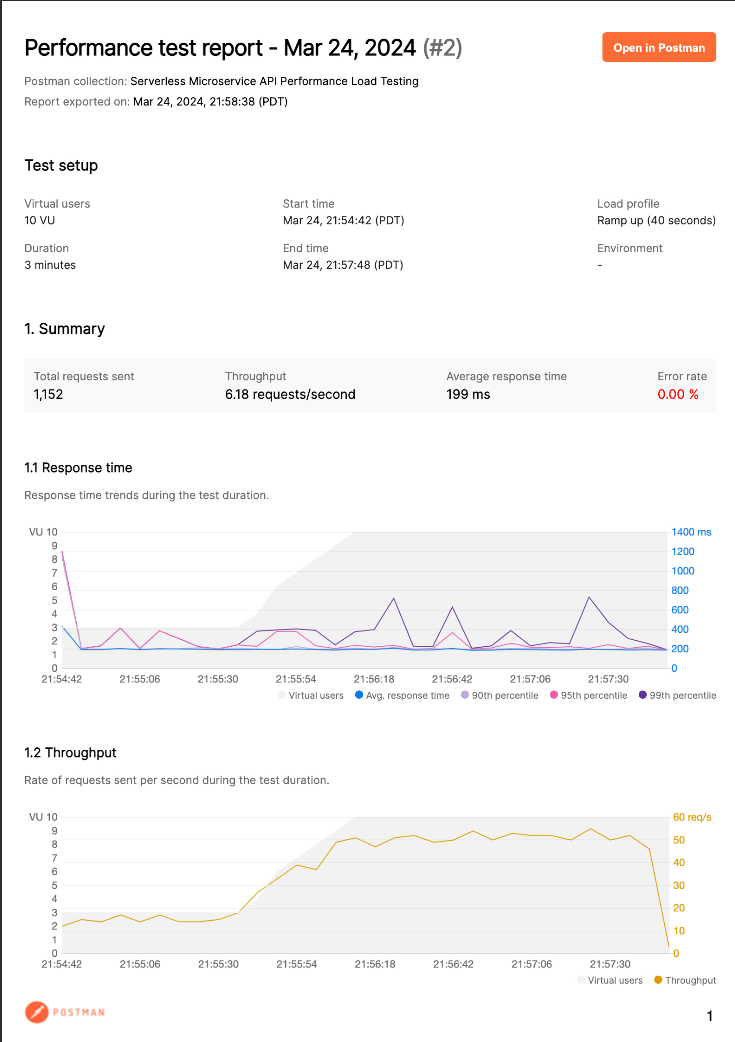 Performance test report - Mar 24, 2024 (#2)
Open in Postman
Postman collection: Serverless Microservice API Performance Load Testing
Report exported on: Mar 24, 2024, 21:58:38 (PDT)
Test setup
Virtual users Start time Load profile
10 VU Mar 24, 21:54:42 (PDT) Ramp up (40 seconds)
Duration End time Environment
3 minutes Mar 24, 21:57:48 (PDT) -
1. Summary
Total requests sent Throughput Average response time Error rate
1,152 6.18 requests/second 199 ms 0.00 %
1.1 Response time
Response time trends during the test duration.
VU 10 1400 ms
9 1200
8
7 1000
6 800
5
4 600
3 400
2
1 200
0 0
21:54:42 21:55:06 21:55:30 21:55:54 21:56:18 21:56:42 21:57:06 21:57:30
Virtual users Avg. response time 90th percentile 95th percentile 99th percentile
1.2 Throughput
Rate of requests sent per second during the test duration.
VU 10 60 req/s
9
8 50
7 40
6
5 30
4
3 20
2
1 10
0 0
21:54:42 21:55:06 21:55:30 21:55:54 21:56:18 21:56:42 21:57:06 21:57:30
Virtual users Throughput
POSTMAN
1